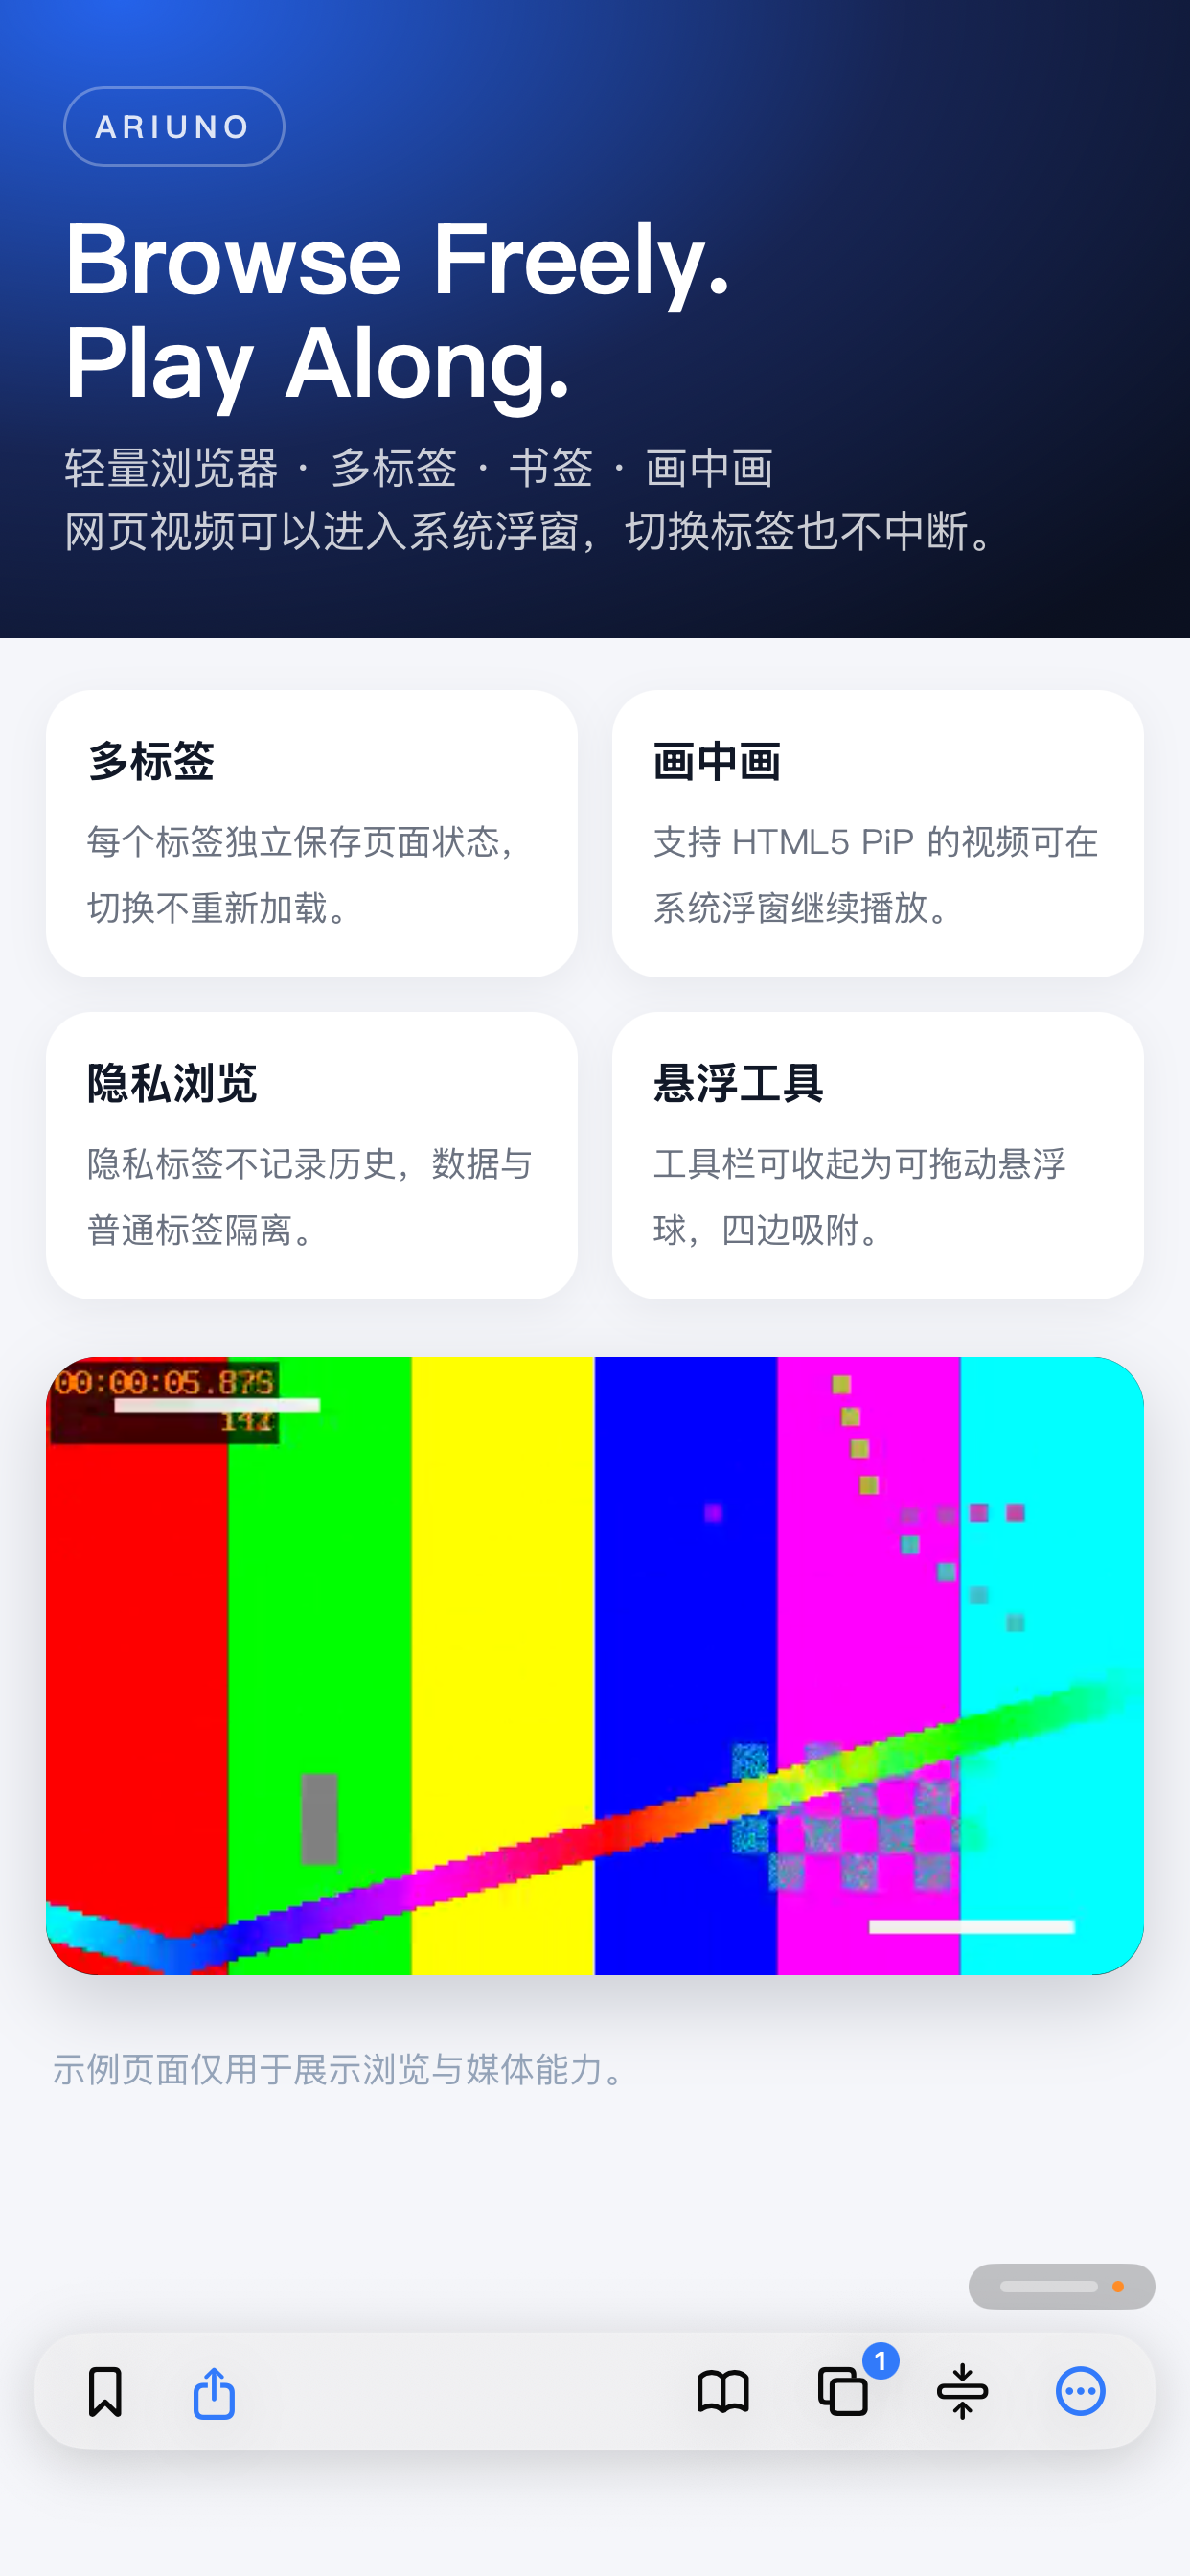 ARIUNO
Browse Freely.
Play Along.
轻量浏览器 · 多标签 · 书签 · 画中画
网页视频可以进入系统浮窗，切换标签也不中断。
多标签
每个标签独立保存页面状态，
切换不重新加载。
画中画
支持 HTML5 PiP 的视频可在
系统浮窗继续播放。
隐私浏览
隐私标签不记录历史，数据与
普通标签隔离。
悬浮工具
工具栏可收起为可拖动悬浮
球，四边吸附。
示例页面仅用于展示浏览与媒体能力。
1